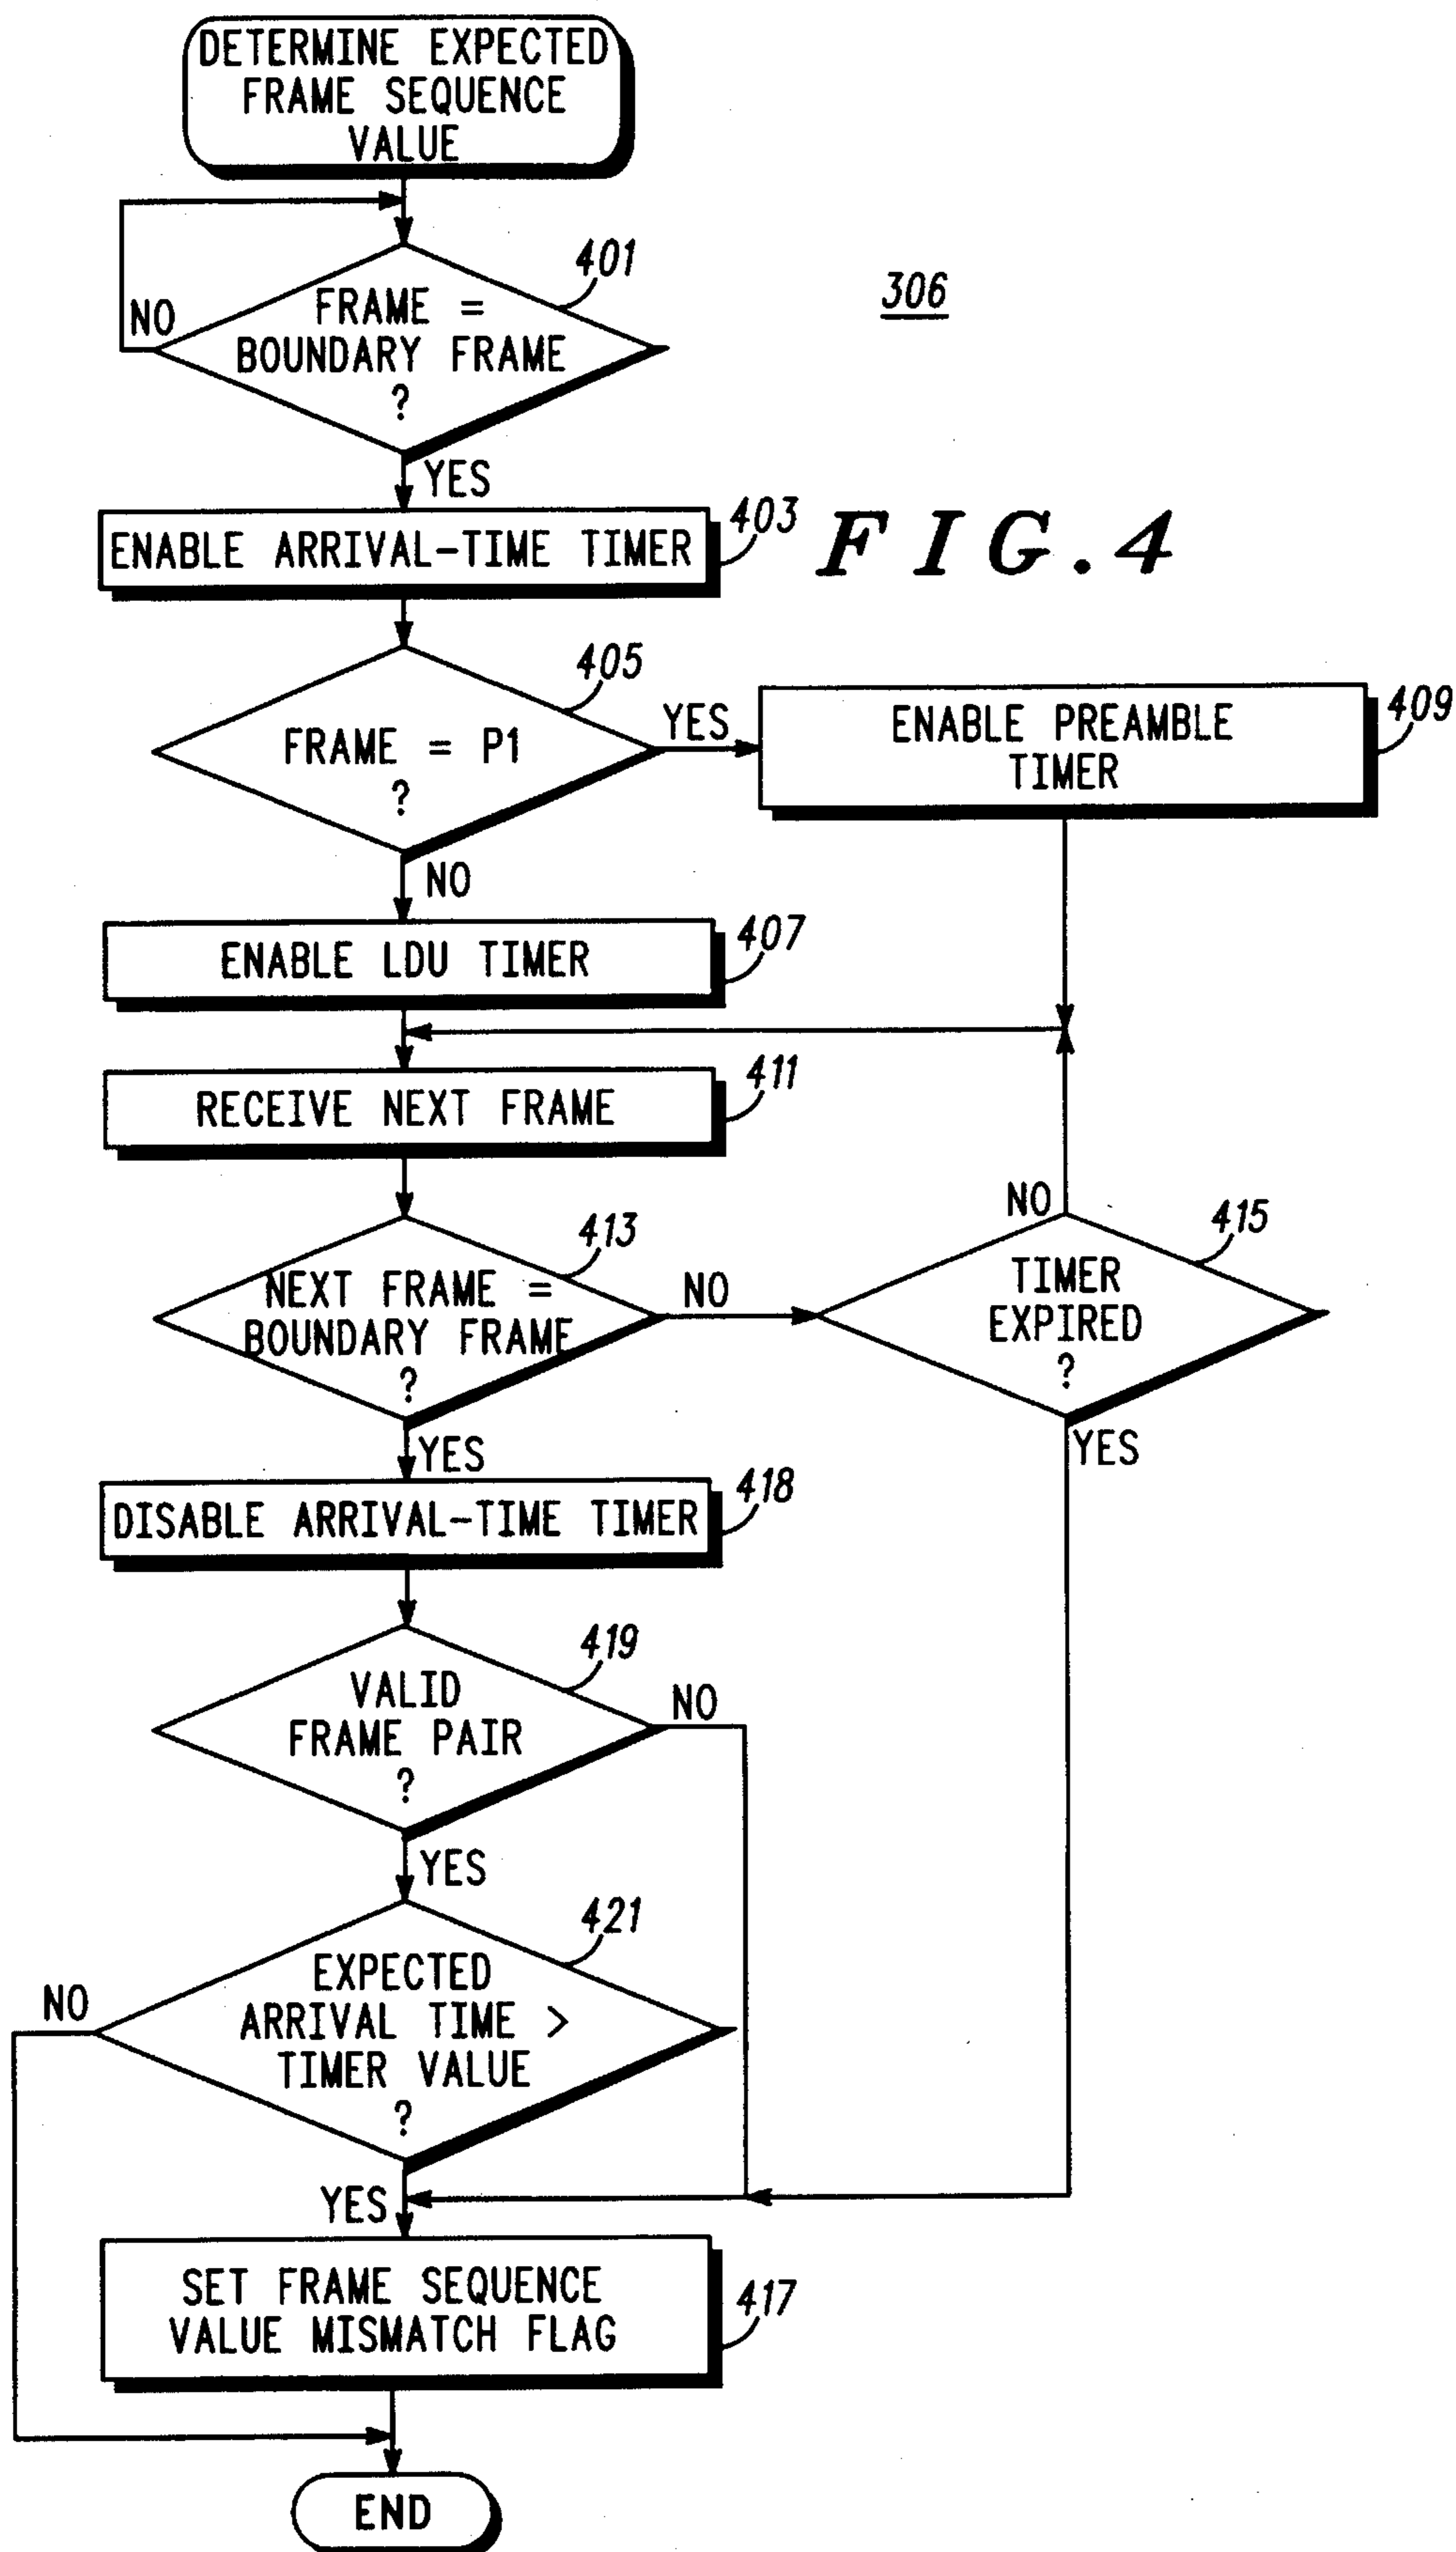 DETERMINE EXPECTED
FRAME SEQUENCE
VALUE
401
306
NO
FRAME =
BOUNDARY FRAME
?
YES
403
FIG.4
ENABLE ARRIVAL-TIME TIMER
405
409
YES
ENABLE PREAMBLE
TIMER
FRAME = P1
?
NO
407
ENABLE LDU TIMER
411
RECEIVE NEXT FRAME
413
NO
415
NEXT FRAME =
BOUNDARY FRAME
?
NO
TIMER
EXPIRED
?
YES
YES
418
DISABLE ARRIVAL-TIME TIMER
419
VALID
FRAME PAIR
?
NO
YES
421
EXPECTED
ARRIVAL TIME >
TIMER VALUE
?
NO
YES
SET FRAME SEQUENCE
VALUE MISMATCH FLAG
417
END